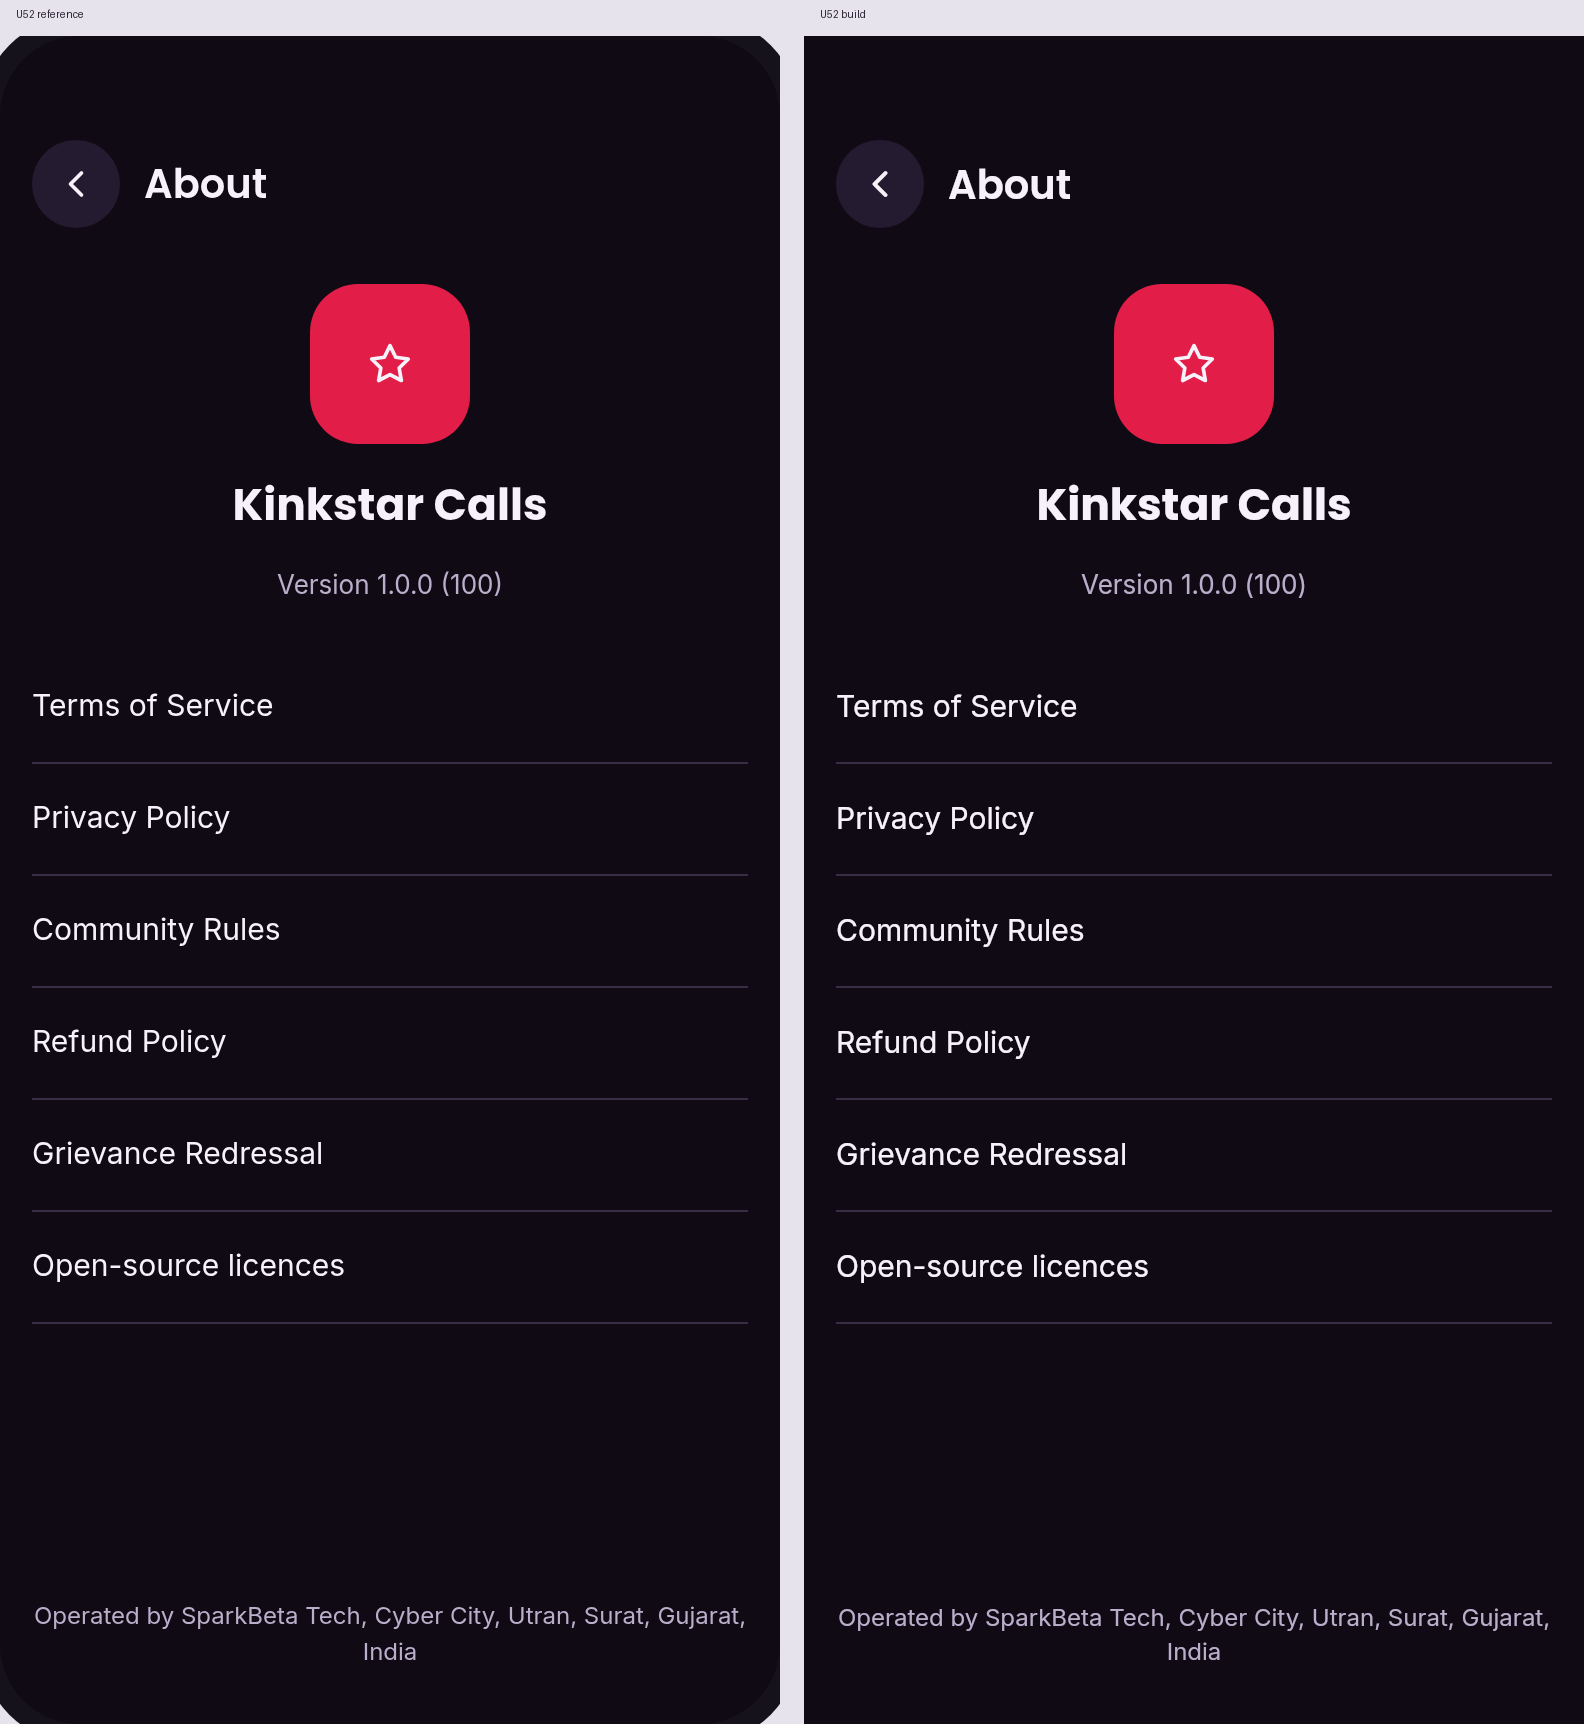 U52 reference
About
Kinkstar Calls
Version 1.0.0 (100)
Terms of Service
Privacy Policy
Community Rules
Refund Policy
Grievance Redressal
Open-source licences
Operated by SparkBeta Tech, Cyber City, Utran, Surat, Gujarat,
India
U52 build
About
Kinkstar Calls
Version 1.0.0 (100)
Terms of Service
Privacy Policy
Community Rules
Refund Policy
Grievance Redressal
Open-source licences
Operated by SparkBeta Tech, Cyber City, Utran, Surat, Gujarat,
India